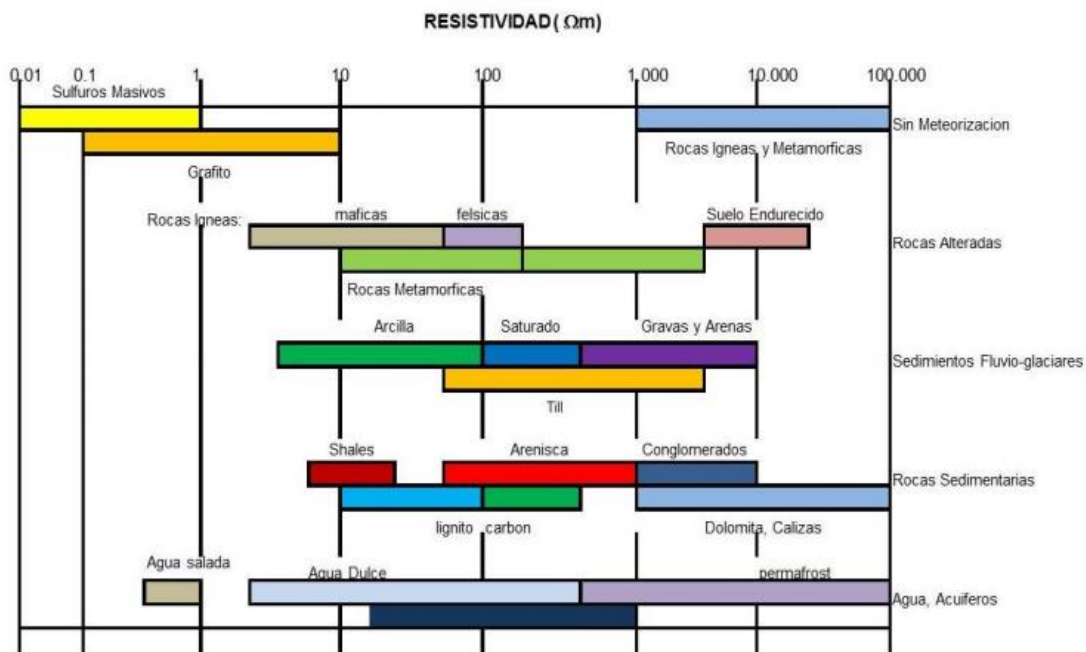 RESISTIVIDAD( Ωm)
0.01 0.1 1 10 100 1.000 10.000 100.000
Sulfuros Masivos
Sin Meteorizacion
Rocas Igneas y Metamorficas
Grafito
Rocas Igneas: maficas felsicas Suelo Endurecido
Rocas Alteradas
Rocas Metamorficas
Arcilla Saturado Gravas y Arenas
Sedimentos Fluvio-glaciares
Till
Shales Arenisca Conglomerados
Rocas Sedimentarias
lignito carbon Dolomita, Calizas
Agua salada Agua Dulce permafrost
Agua, Acuiferos